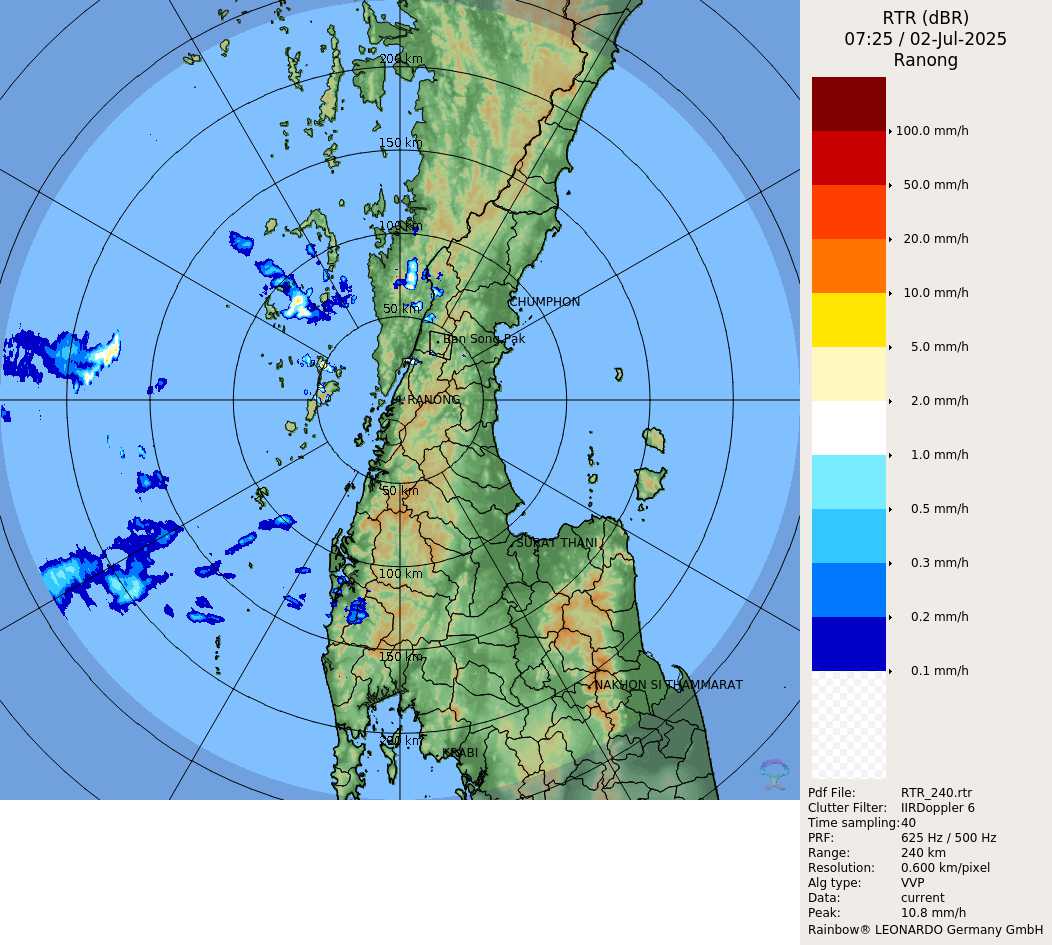 RTR (dBR)
07:25 / 02-Jul-2025
Ranong
200 km
150 km
100 km
50 km
CHUMPHON
Ban Song Pak
RANONG
50 km
SURAT THANI
100 km
150 km
NAKHON SI THAMMARAT
200 km
KRABI
100.0 mm/h
50.0 mm/h
20.0 mm/h
10.0 mm/h
5.0 mm/h
2.0 mm/h
1.0 mm/h
0.5 mm/h
0.3 mm/h
0.2 mm/h
0.1 mm/h
Pdf File: RTR_240.rtr
Clutter Filter: IIRDoppler 6
Time sampling:40
PRF: 625 Hz / 500 Hz
Range: 240 km
Resolution: 0.600 km/pixel
Alg type: VVP
Data: current
Peak: 10.8 mm/h
Rainbow® LEONARDO Germany GmbH